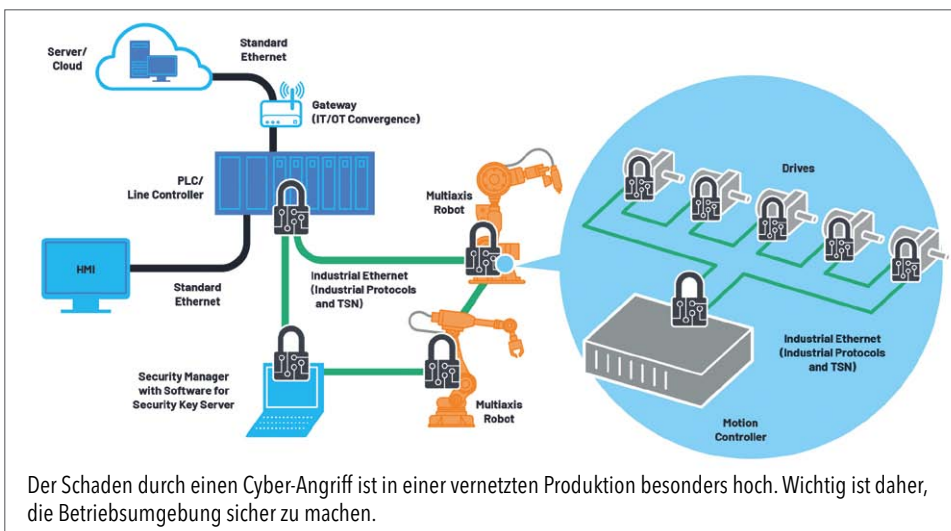 Server/
Cloud
Standard
Ethernet
Gateway
(IT/OT Convergence)
PLC/
Line Controller
Multiaxis
Robot
HMI
Standard
Ethernet
Industrial Ethernet
(Industrial Protocols
and TSN)
Security Manager
with Software for
Security Key Server
Multiaxis
Robot
Drives
Industrial Ethernet
(Industrial Protocols
and TSN)
Motion
Controller
Der Schaden durch einen Cyber-Angriff ist in einer vernetzten Produktion besonders hoch. Wichtig ist daher,
die Betriebsumgebung sicher zu machen.